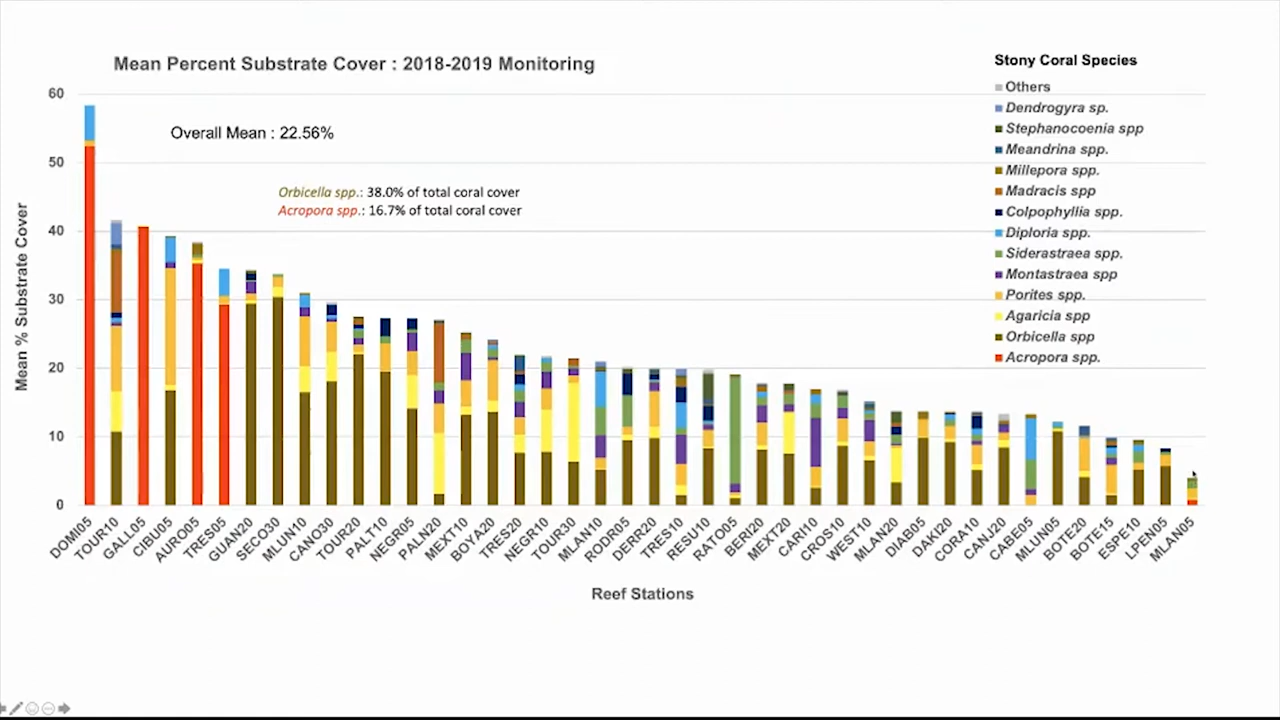 Mean Percent Substrate Cover : 2018-2019 Monitoring
Overall Mean : 22.56%
Orbicella spp.: 38.0% of total coral cover
Acropora spp.: 16.7% of total coral cover
Stony Coral Species
Others
Dendrogyra sp.
Stephanocoenia spp
Meandrina spp.
Millepora spp.
Madracis spp
Colpophyllia spp.
Diploria spp.
Siderastraea spp.
Montastraea spp
Porites spp.
Agaricia spp
Orbicella spp
Acropora spp.
Mean % Substrate Cover
60
50
40
30
20
10
0
DOMI05
TOUR10
GALL05
CIBU05
AURO05
TRES05
GUAN20
SECO30
MLUN10
CANO30
TOUR20
PALT10
NEGR05
PALN20
MEXT10
BOYA20
TRES20
NEGR10
TOUR30
MLAN10
RODR05
DERR20
TRES10
RESU10
RATO05
BERI20
MEXT20
CARI10
CROS10
WEST10
MLAN20
DIAB05
DAKI20
CORA10
CANJ20
CABE05
MLUN05
BOTE20
BOTE15
ESPE10
LPEN05
MLAN05
Reef Stations